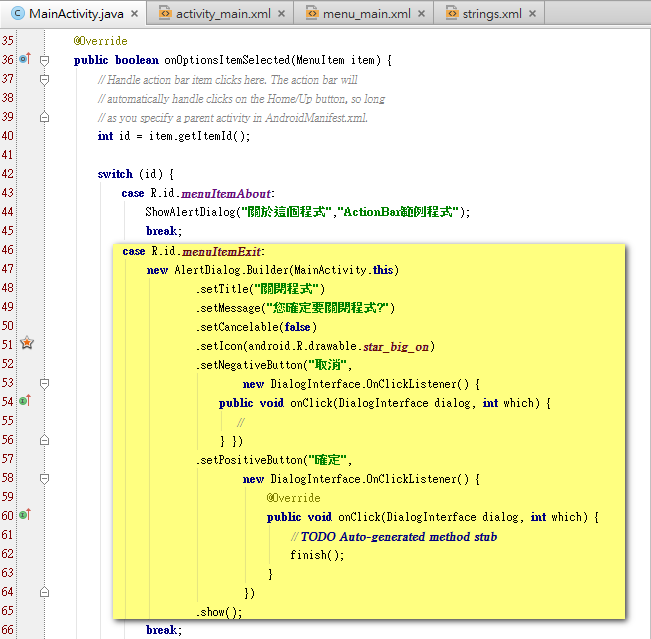 MainActivity.java × activity_main.xml × menu_main.xml × strings.xml ×
35 @Override
36 public boolean onOptionsItemSelected(MenuItem item) {
37 // Handle action bar item clicks here. The action bar will
38 // automatically handle clicks on the Home/Up button, so long
39 // as you specify a parent activity in AndroidManifest.xml.
40 int id = item.getItemId();
41
42 switch (id) {
43 case R.id.menuItemAbout:
44 ShowAlertDialog("關於這個程式","ActionBar範例程式");
45 break;
46 case R.id.menuItemExit:
47 new AlertDialog.Builder(MainActivity.this)
48 .setTitle("關閉程式")
49 .setMessage("您確定要關閉程式?")
50 .setCancelable(false)
51 .setIcon(android.R.drawable.star_big_on)
52 .setNegativeButton("取消",
53 new DialogInterface.OnClickListener() {
54 public void onClick(DialogInterface dialog, int which) {
55 //
56 } })
57 .setPositiveButton("確定",
58 new DialogInterface.OnClickListener() {
59 @Override
60 public void onClick(DialogInterface dialog, int which) {
61 // TODO Auto-generated method stub
62 finish();
63 }
64 })
65 .show();
66 break;